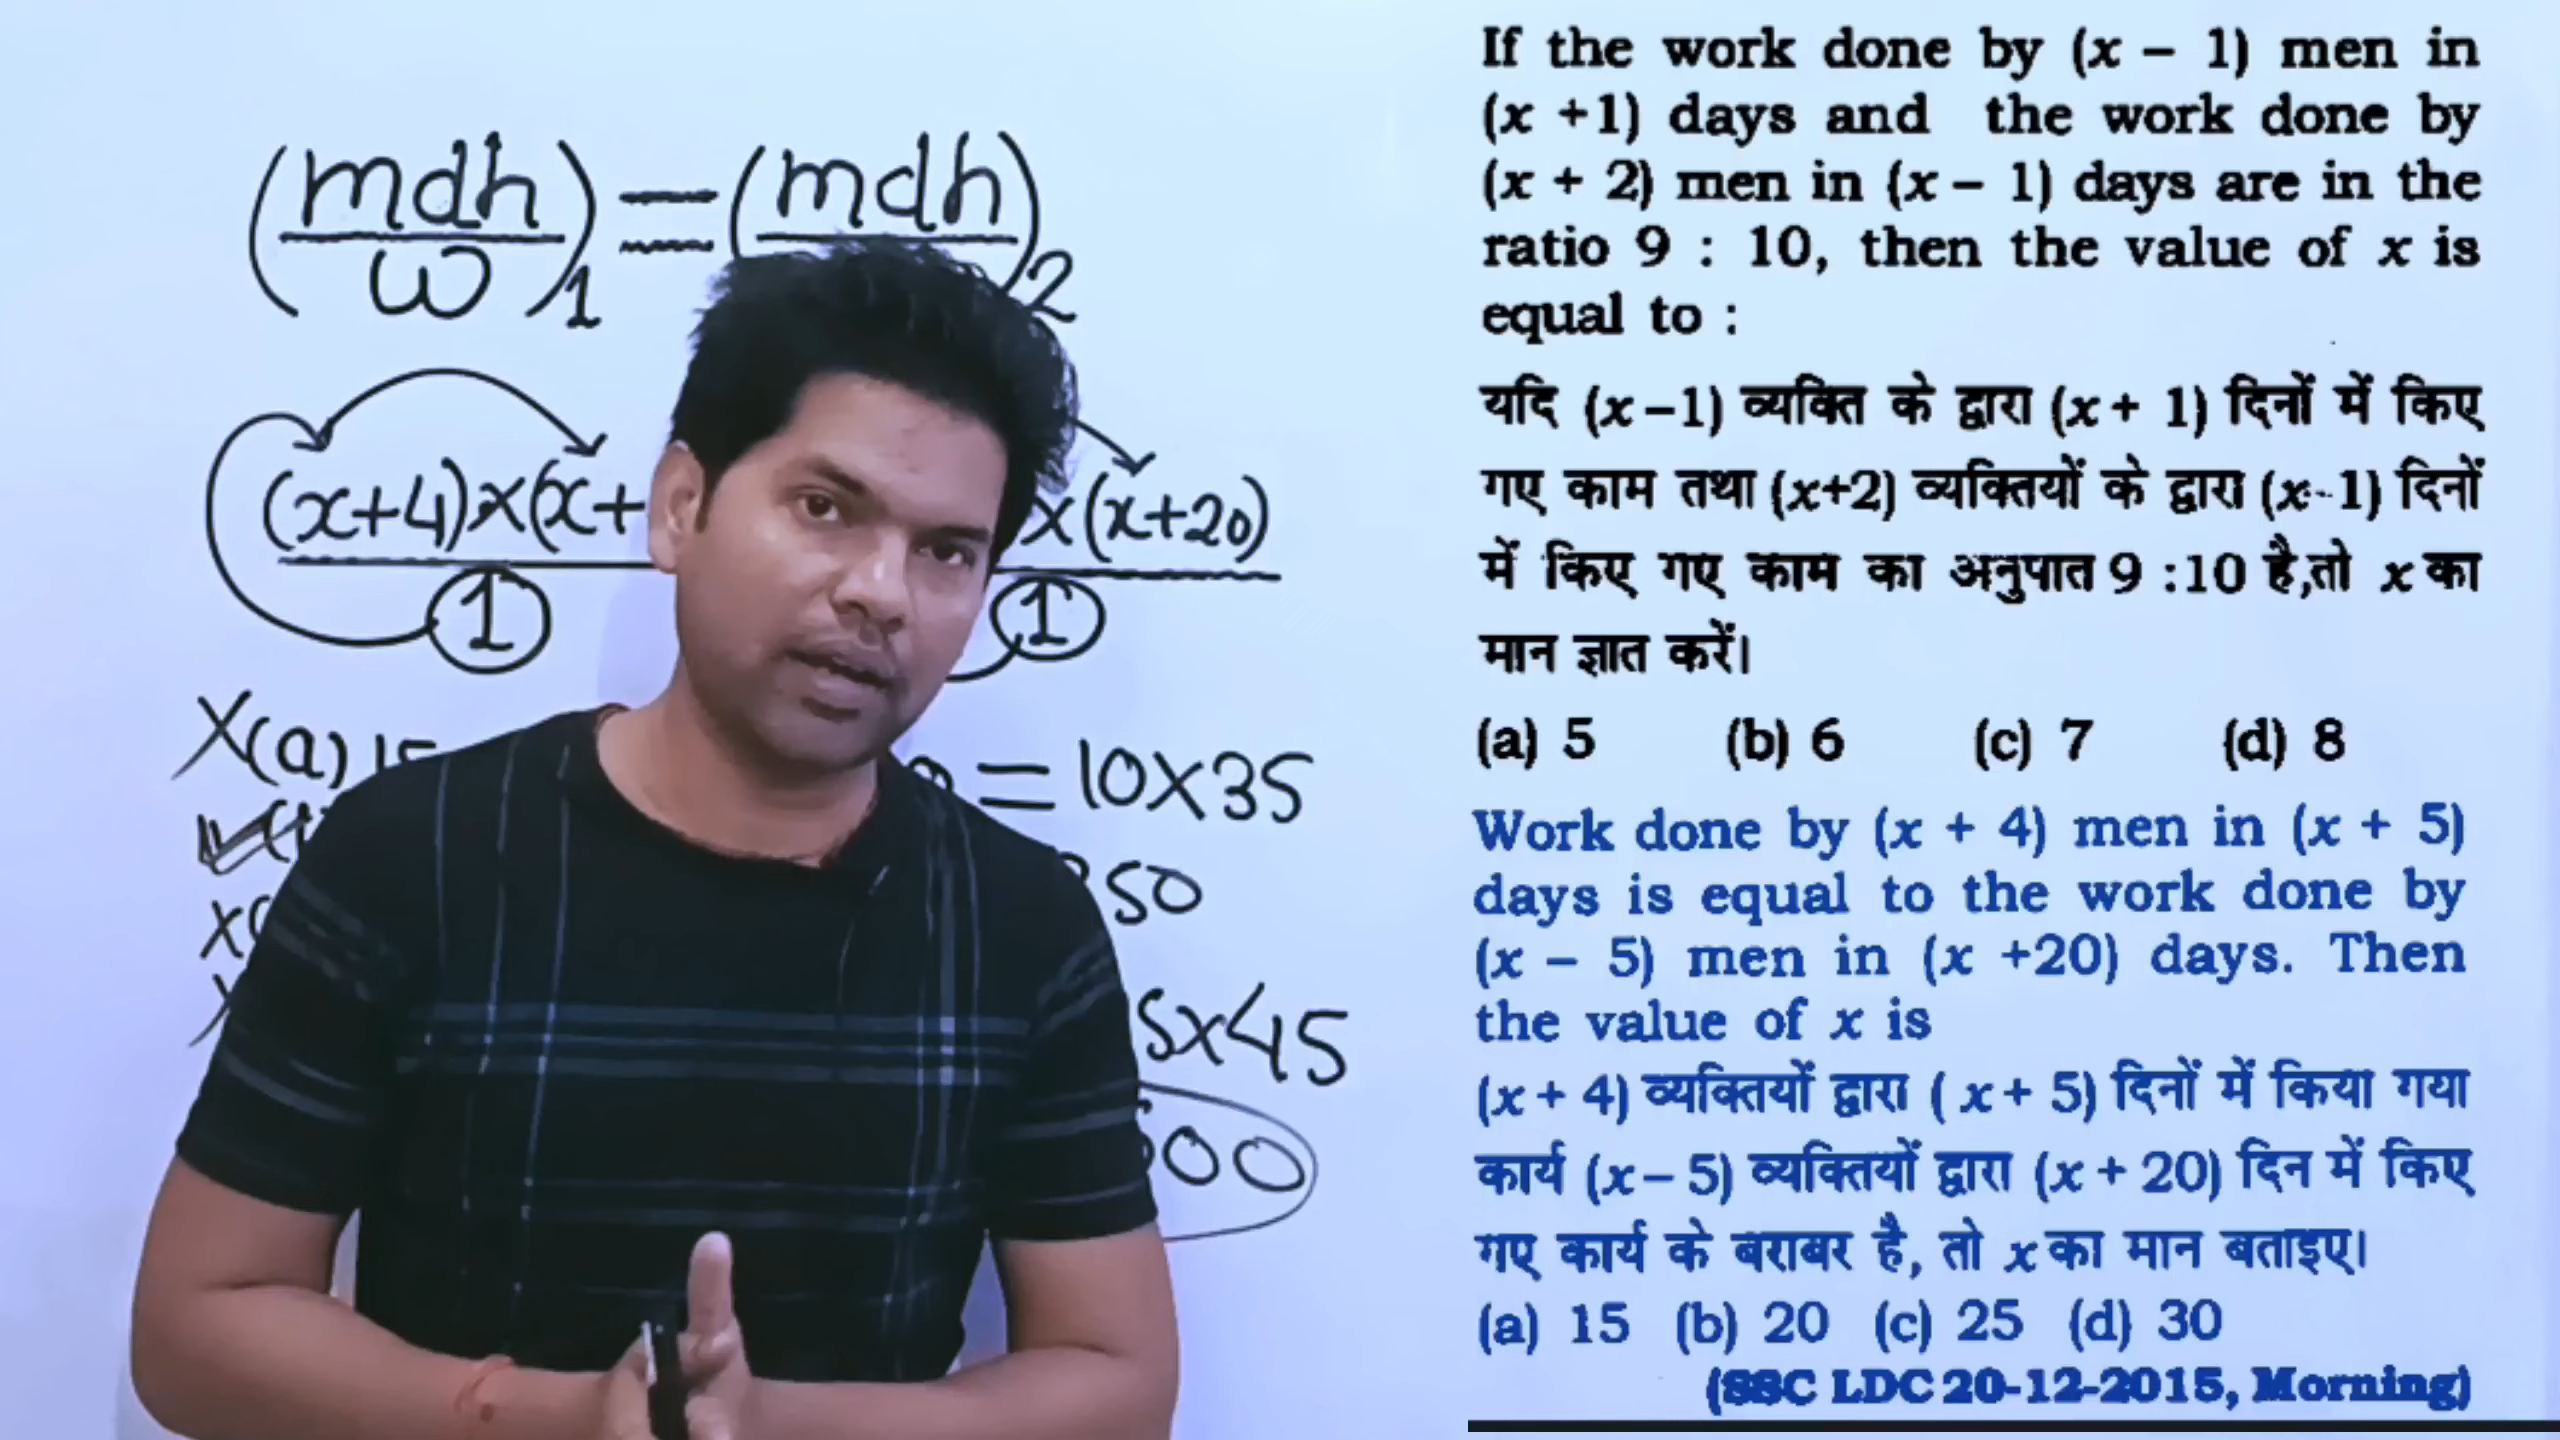 (mdh/ω)1 = (mdh)2
(x+4)×(x+ ×(x+20)
1 1
X(a) 15 = 10X35
350
5x45
00
If the work done by (x – 1) men in
(x +1) days and the work done by
(x + 2) men in (x – 1) days are in the
ratio 9 : 10, then the value of x is
equal to :
यदि (x –1) व्यक्ति के द्वारा (x + 1) दिनों में किए
गए काम तथा (x+2) व्यक्तियों के द्वारा (x- 1) दिनों
में किए गए काम का अनुपात 9 :10 है,तो x का
मान ज्ञात करें।
(a) 5 (b) 6 (c) 7 (d) 8
Work done by (x + 4) men in (x + 5)
days is equal to the work done by
(x – 5) men in (x +20) days. Then
the value of x is
(x + 4) व्यक्तियों द्वारा ( x + 5) दिनों में किया गया
कार्य (x – 5) व्यक्तियों द्वारा (x + 20) दिन में किए
गए कार्य के बराबर है, तो x का मान बताइए।
(a) 15 (b) 20 (c) 25 (d) 30
(SSC LDC 20-12-2015, Morning)